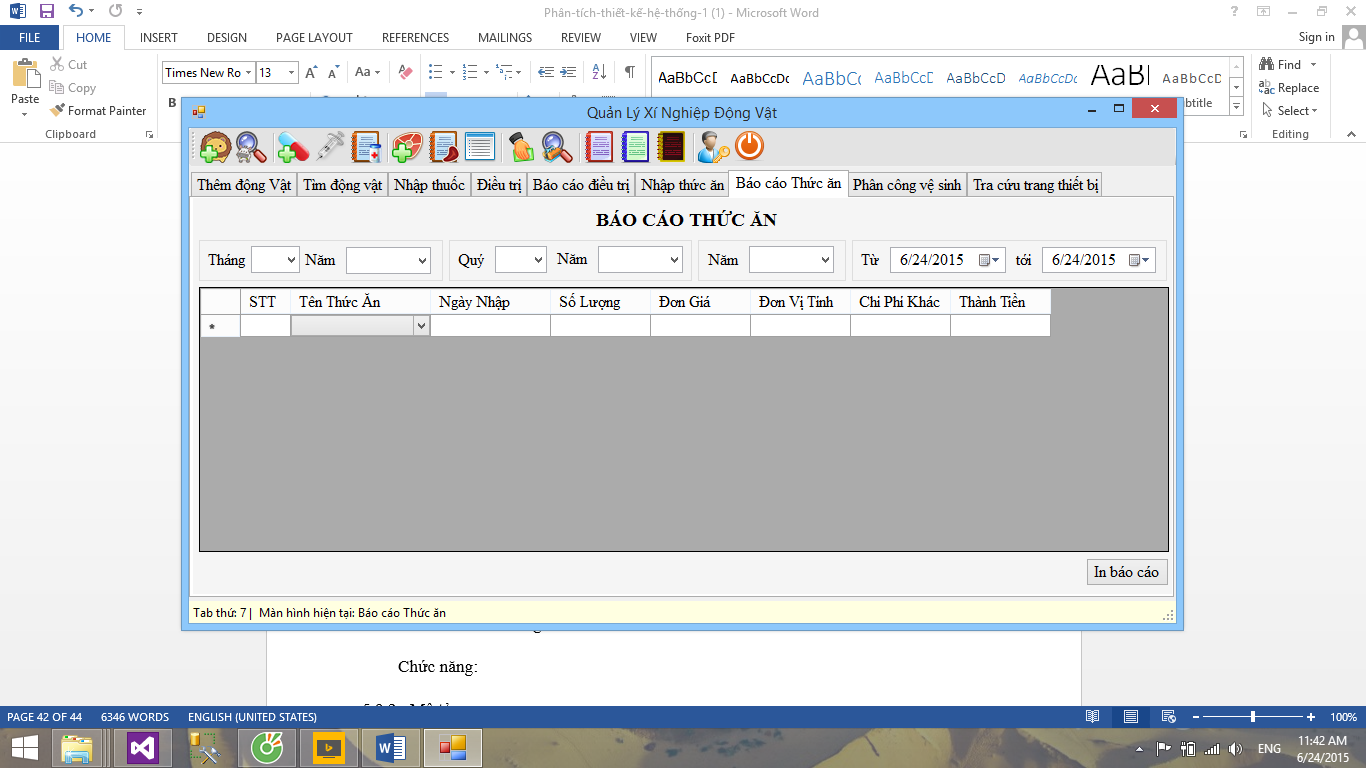 Phân-tích-thiết-kế-hệ-thống-1 (1) - Microsoft Word
FILE HOME INSERT DESIGN PAGE LAYOUT REFERENCES MAILINGS REVIEW VIEW Foxit PDF Sign in
Cut
Copy
Format Painter
Paste
Clipboard
Times New Ro 13
B
AaBbCcDc AaBbCcDc AaBbCcDc AaBbCcDc AaBbCcDc
Find
Replace
Select
Editing
Quản Lý Xí Nghiệp Động Vật
Thêm động Vật Tìm động vật Nhập thuốc Điều trị Báo cáo điều trị Nhập thức ăn Báo cáo Thức ăn Phân công vệ sinh Tra cứu trang thiết bị
BÁO CÁO THỨC ĂN
Tháng Năm Quý Năm Năm Từ 6/24/2015 tới 6/24/2015
STT Tên Thức Ăn Ngày Nhập Số Lượng Đơn Giá Đơn Vị Tính Chi Phí Khác Thành Tiền
*
In báo cáo
Tab thứ: 7 | Màn hình hiện tại: Báo cáo Thức ăn
Chức năng:
PAGE 42 OF 44 6346 WORDS ENGLISH (UNITED STATES) 100%
ENG 11:42 AM
6/24/2015